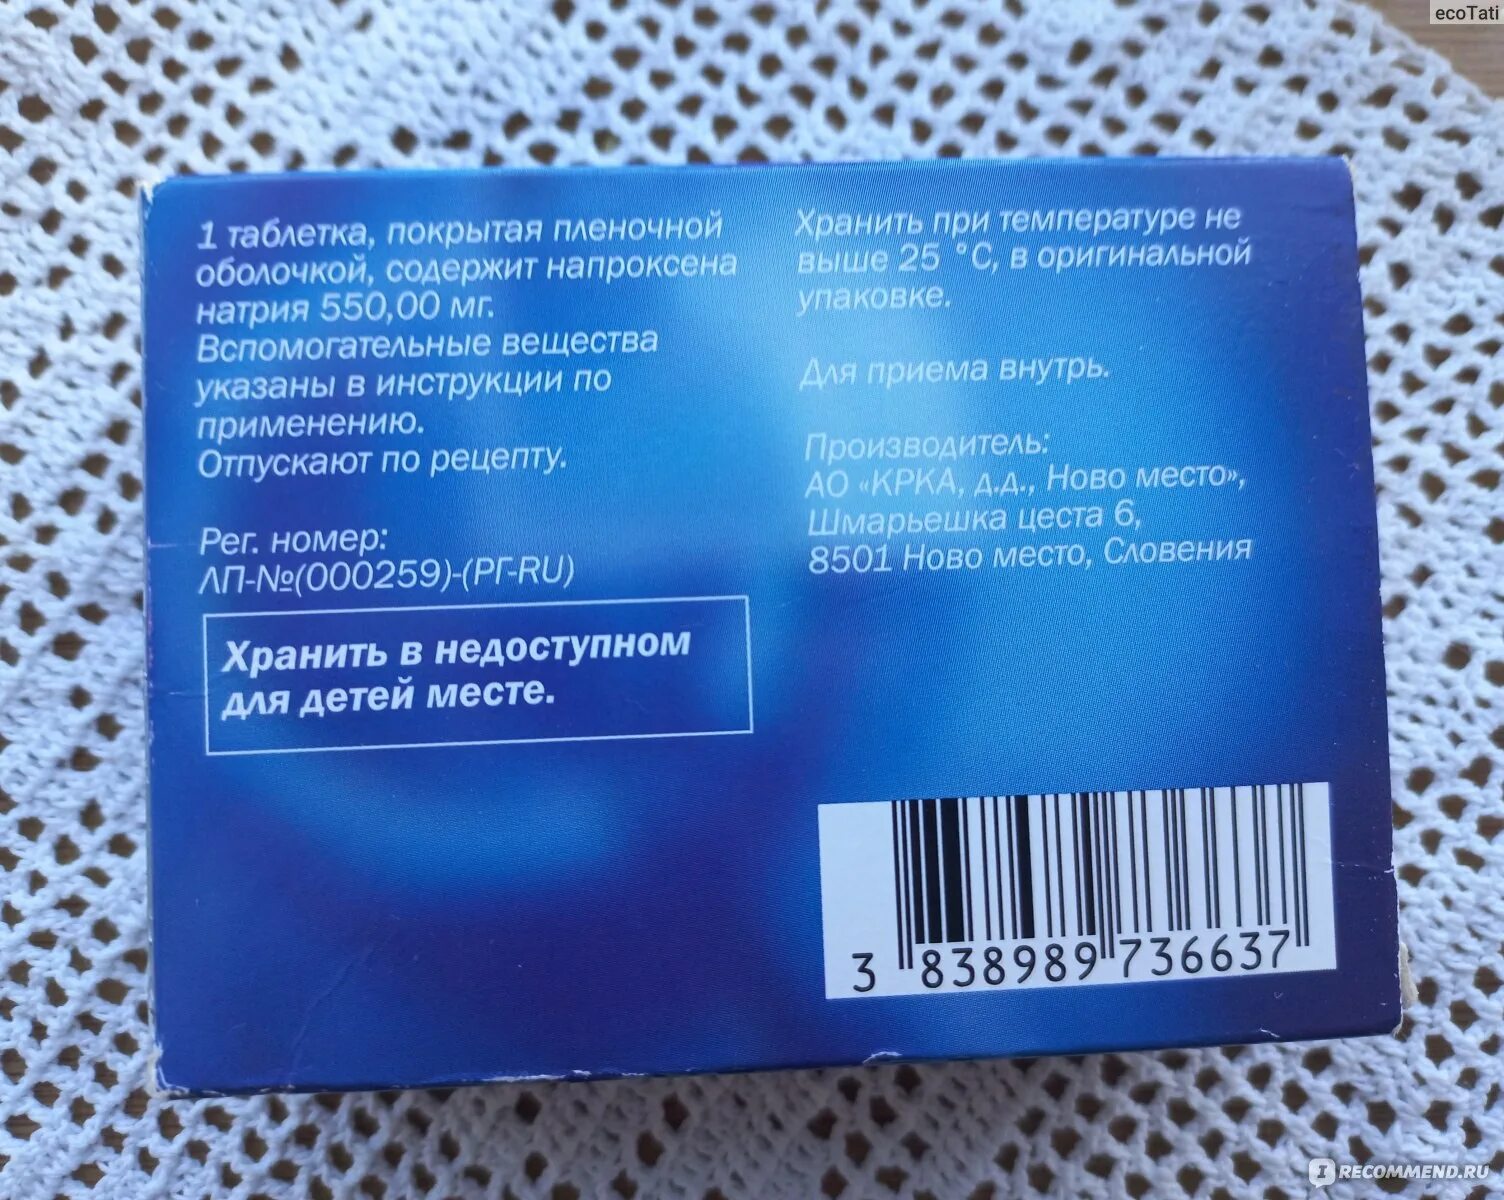 ecoTati
1 таблетка, покрытая пленочной
оболочкой, содержит напроксена
натрия 550,00 мг.
Вспомогательные вещества
указаны в инструкции по
применению.
Отпускают по рецепту.
Рег. номер:
ЛП-№(000259)-(РГ-RU)
Хранить в недоступном
для детей месте.
Хранить при температуре не
выше 25 °С, в оригинальной
упаковке.
Для приема внутрь.
Производитель:
АО «КРКА, д.д., Ново место»,
Шмарьешка цеста 6,
8501 Ново место, Словения
3 838989 736637
IRECOMMEND.RU